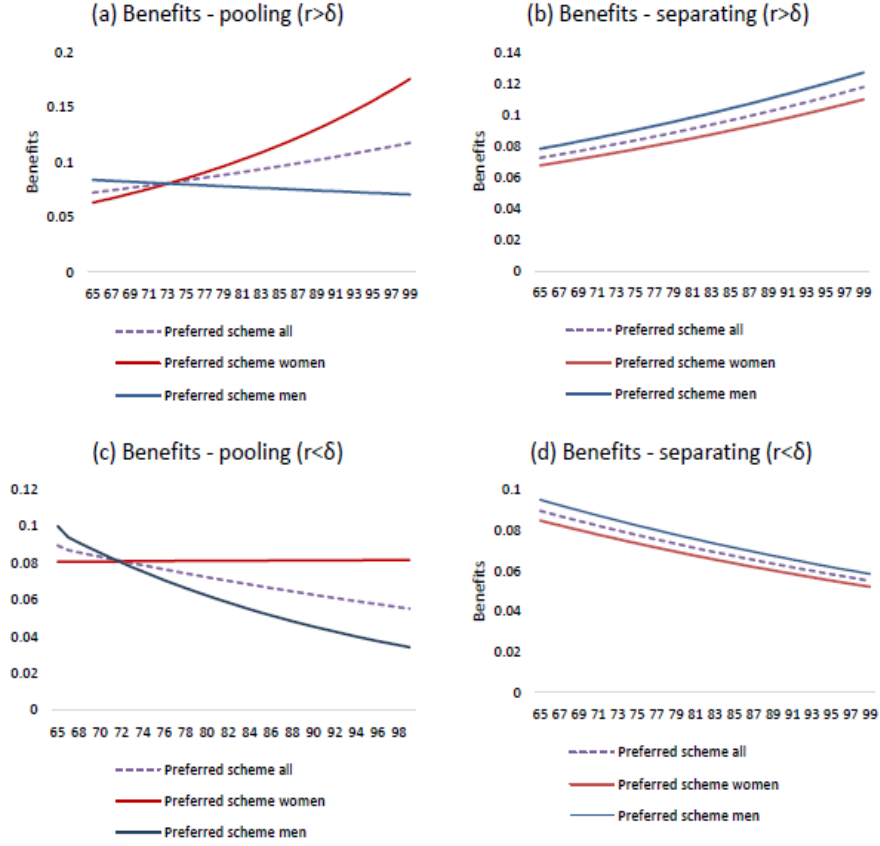 (a) Benefits - pooling (r>δ)
0.2
0.15
0.1
0.05
0
Benefits
65 67 69 71 73 75 77 79 81 83 85 87 89 91 93 95 97 99
Preferred scheme all
Preferred scheme women
Preferred scheme men
(b) Benefits - separating (r>δ)
0.14
0.12
0.1
0.08
0.06
0.04
0.02
0
Benefits
65 67 69 71 73 75 77 79 81 83 85 87 89 91 93 95 97 99
Preferred scheme all
Preferred scheme women
Preferred scheme men
(c) Benefits - pooling (r<δ)
0.12
0.1
0.08
0.06
0.04
0.02
0
65 68 70 72 74 76 78 80 82 84 86 88 90 92 94 96 98
Preferred scheme all
Preferred scheme women
Preferred scheme men
(d) Benefits - separating (r<δ)
0.1
0.08
0.06
0.04
0.02
0
Benefits
65 67 69 71 73 75 77 79 81 83 85 87 89 91 93 95 97 99
Preferred scheme all
Preferred scheme women
Preferred scheme men